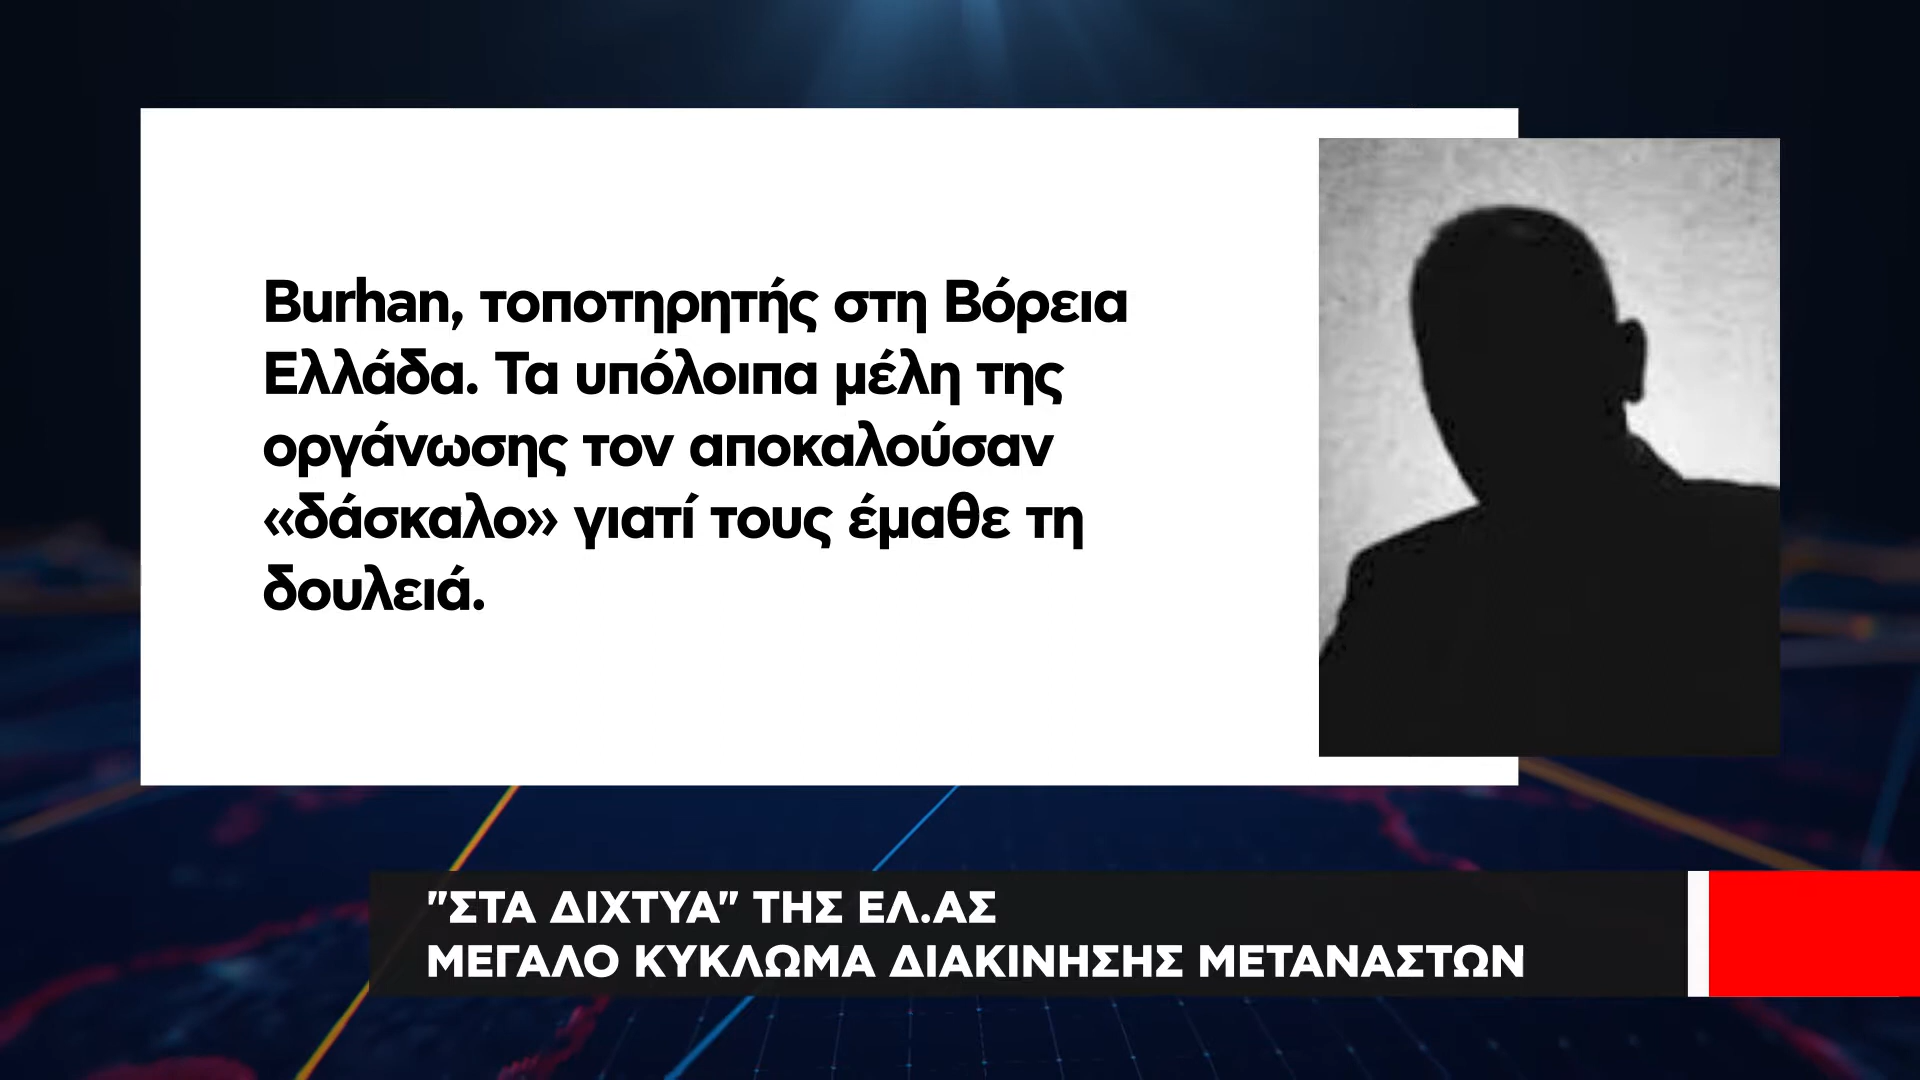 Burhan, τοποτηρητής στη Βόρεια
Ελλάδα. Τα υπόλοιπα μέλη της
οργάνωσης τον αποκαλούσαν
«δάσκαλο» γιατί τους έμαθε τη
δουλειά.
"ΣΤΑ ΔΙΧΤΥΑ" ΤΗΣ ΕΛ.ΑΣ
ΜΕΓΑΛΟ ΚΥΚΛΩΜΑ ΔΙΑΚΙΝΗΣΗΣ ΜΕΤΑΝΑΣΤΩΝ